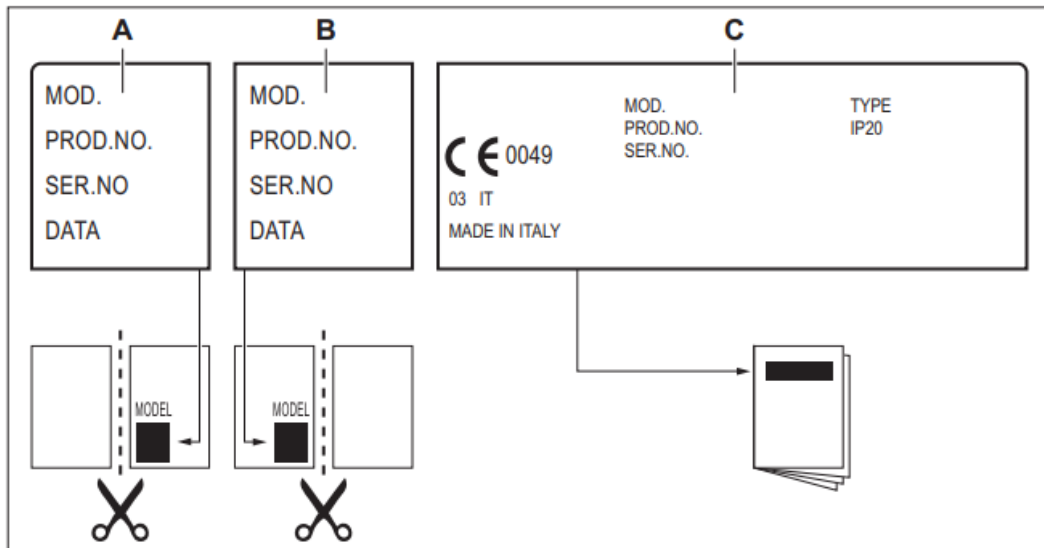 A
B
C
MOD.
PROD.NO.
SER.NO
DATA
MOD.
PROD.NO.
SER.NO
DATA
MOD.
PROD.NO.
SER.NO.
TYPE
IP20
CE 0049
03 IT
MADE IN ITALY
MODEL
MODEL